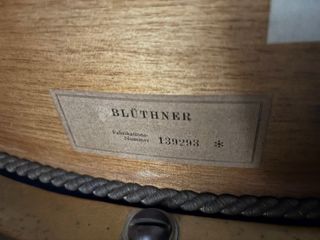 BLÜTHNER
Fabrikations-
Nummer 139293 *